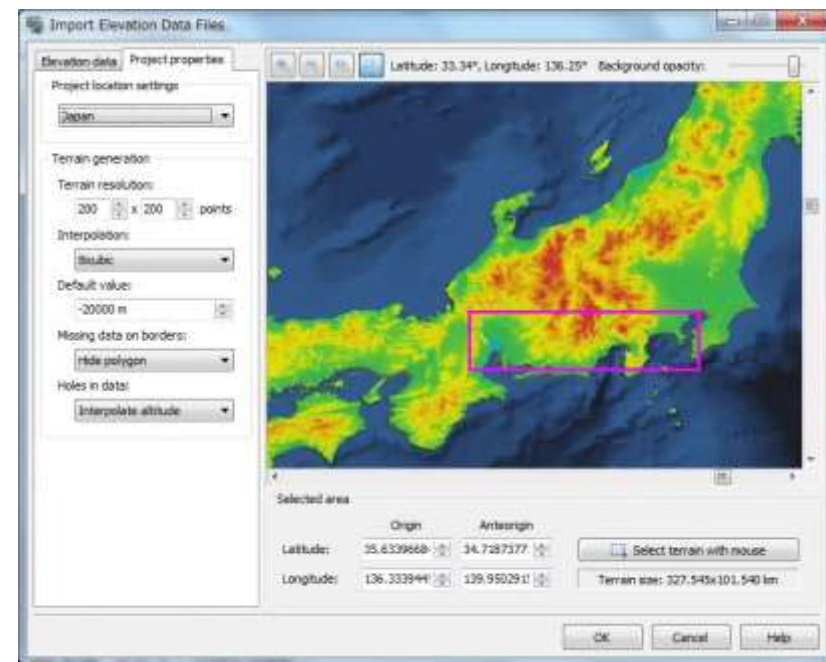 Import Elevation Data Files
Elevation data Project properties
Latitude: 33.34°, Longitude: 136.25° Background opacity:
Project location settings
Japan
Terrain generation
Terrain resolution:
200 x 200 points
Interpolation:
Bicubic
Default value:
-20000 m
Missing data on borders:
Hide polygon
Holes in data:
Interpolate altitude
Selected area
Origin Anteorigin
Latitude: 35.6339668 34.7187377
Select terrain with mouse
Longitude: 136.3339449 139.9502915
Terrain size: 327.545x101.540 km
OK Cancel Help